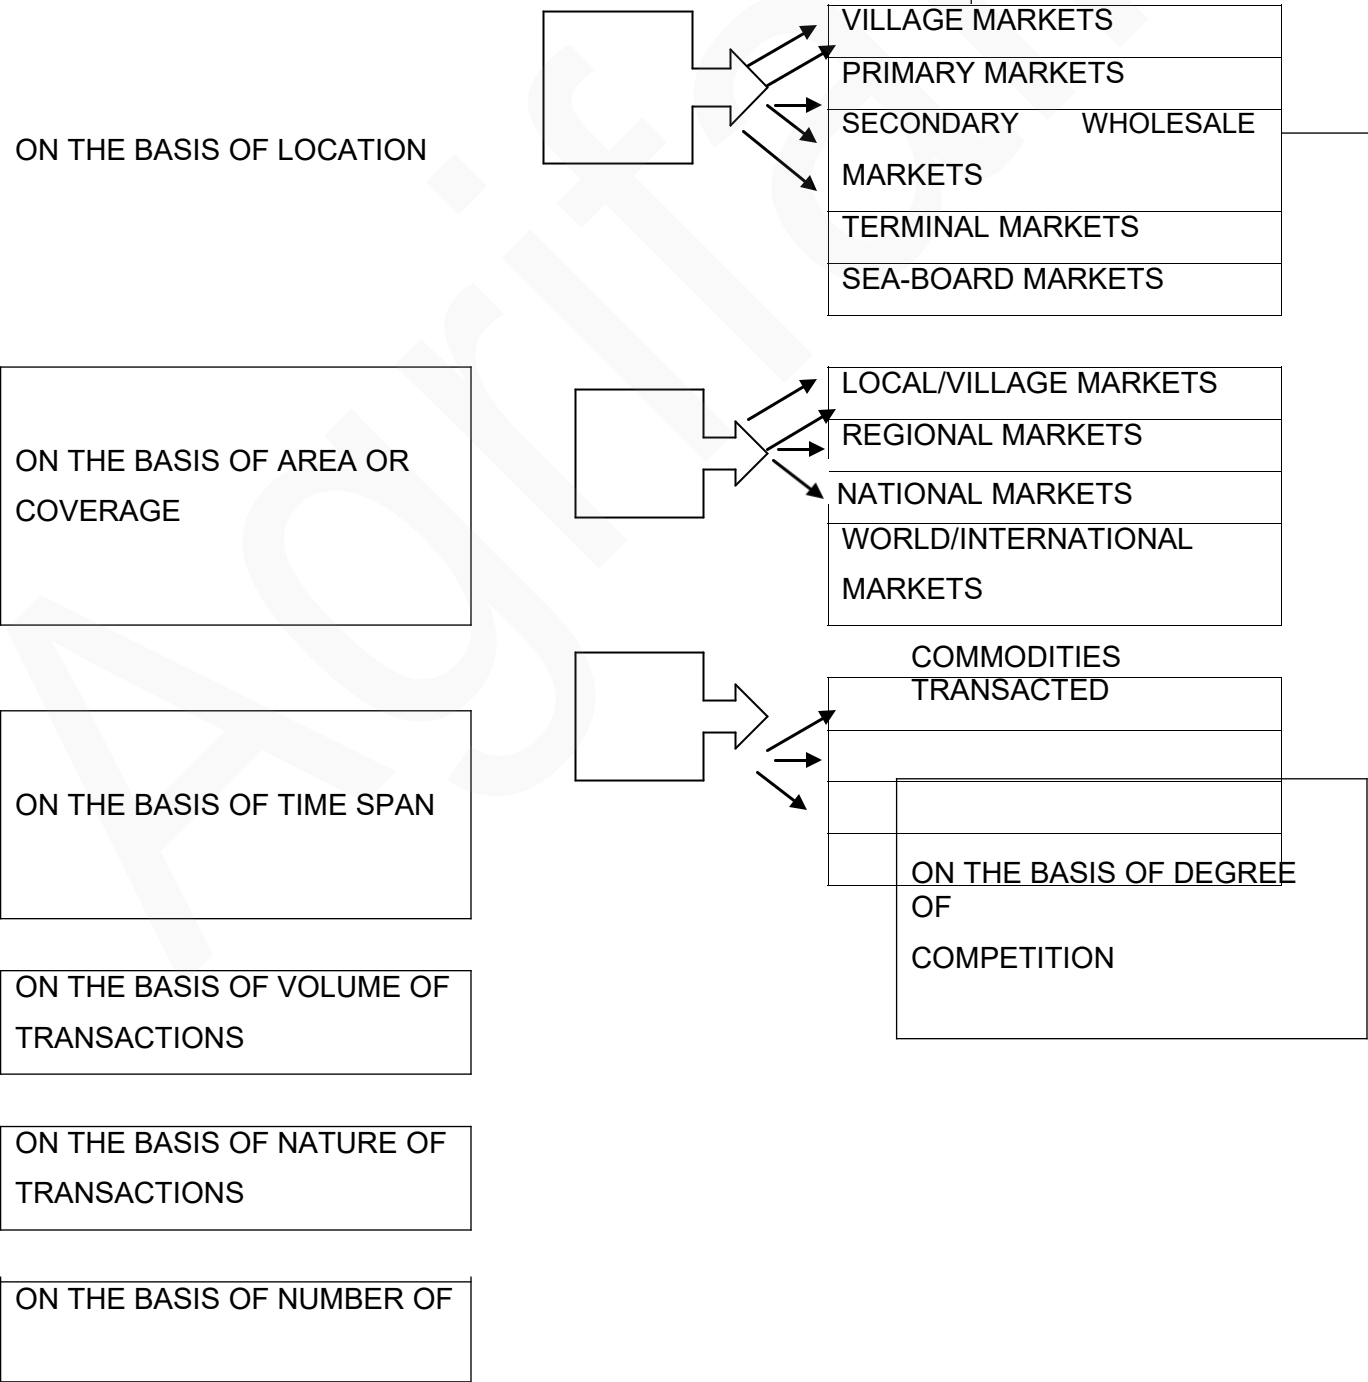 VILLAGE MARKETS
PRIMARY MARKETS
SECONDARY WHOLESALE
MARKETS
TERMINAL MARKETS
SEA-BOARD MARKETS
ON THE BASIS OF LOCATION
LOCAL/VILLAGE MARKETS
REGIONAL MARKETS
NATIONAL MARKETS
WORLD/INTERNATIONAL
MARKETS
ON THE BASIS OF AREA OR
COVERAGE
COMMODITIES
TRANSACTED
ON THE BASIS OF TIME SPAN
ON THE BASIS OF DEGREE
OF
COMPETITION
ON THE BASIS OF VOLUME OF
TRANSACTIONS
ON THE BASIS OF NATURE OF
TRANSACTIONS
ON THE BASIS OF NUMBER OF